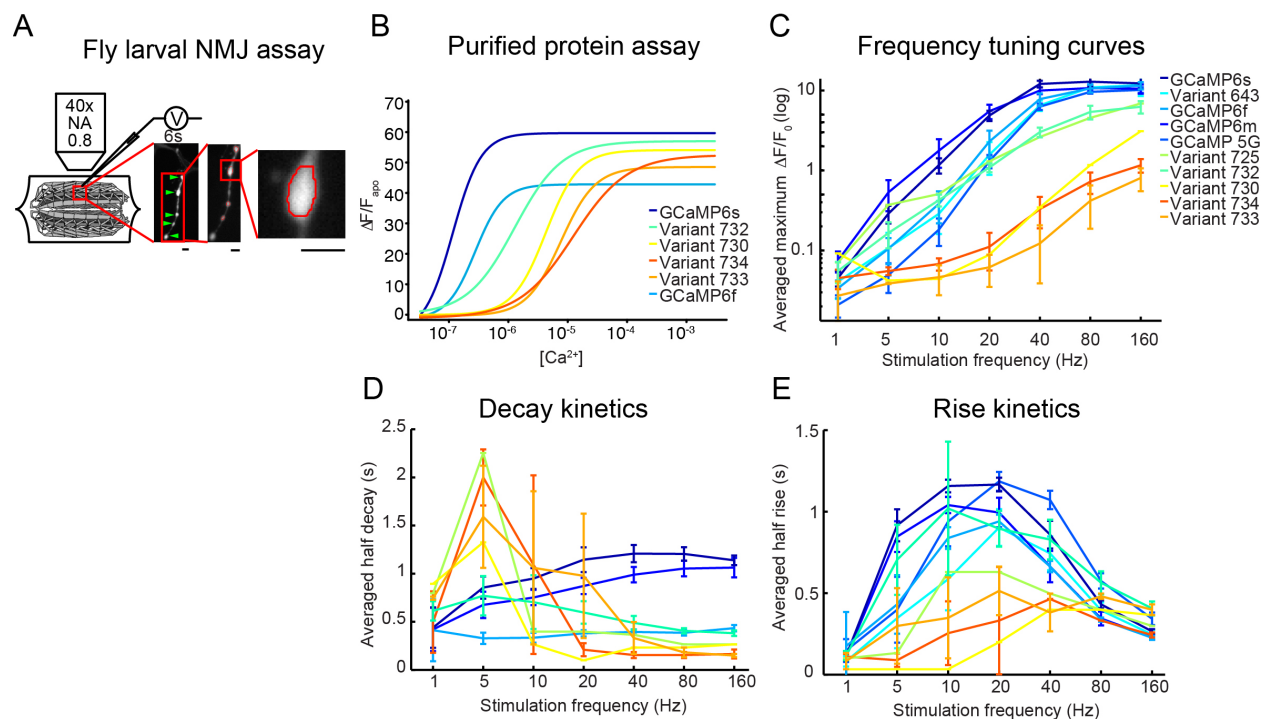 A
Fly larval NMJ assay
40x
NA
0.8
V
6s
B
Purified protein assay
ΔF/F_app
70
60
50
40
30
20
10
0
GCaMP6s
Variant 732
Variant 730
Variant 734
Variant 733
GCaMP6f
10⁻⁷ 10⁻⁶ 10⁻⁵ 10⁻⁴ 10⁻³
[Ca²⁺]
C
Frequency tuning curves
Averaged maximum ΔF/F₀ (log)
10
1
0.1
1 5 10 20 40 80 160
Stimulation frequency (Hz)
GCaMP6s
Variant 643
GCaMP6f
GCaMP6m
GCaMP 5G
Variant 725
Variant 732
Variant 730
Variant 734
Variant 733
D
Decay kinetics
Averaged half decay (s)
2.5
2
1.5
1
0.5
0
1 5 10 20 40 80 160
Stimulation frequency (Hz)
E
Rise kinetics
Averaged half rise (s)
1.5
1
0.5
0
1 5 10 20 40 80 160
Stimulation frequency (Hz)